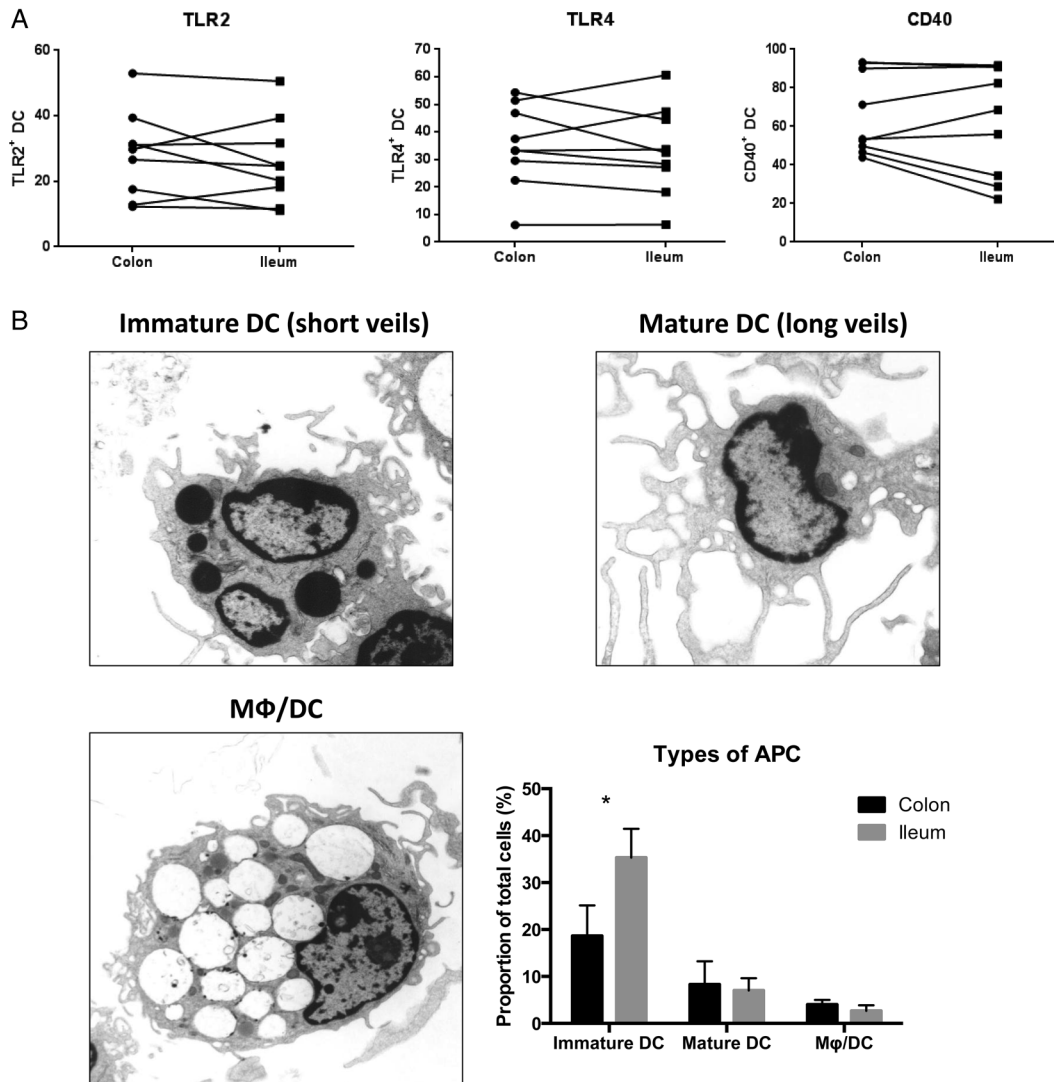 A
TLR2
TLR2+ DC
60
40
20
0
Colon
Ileum
TLR4
TLR4+ DC
70
60
50
40
30
20
10
0
Colon
Ileum
CD40
CD40+ DC
100
80
60
40
20
0
Colon
Ileum
B
Immature DC (short veils)
Mature DC (long veils)
MΦ/DC
Types of APC
Proportion of total cells (%)
50
40
30
20
10
0
*
Colon
Ileum
Immature DC
Mature DC
Mφ/DC